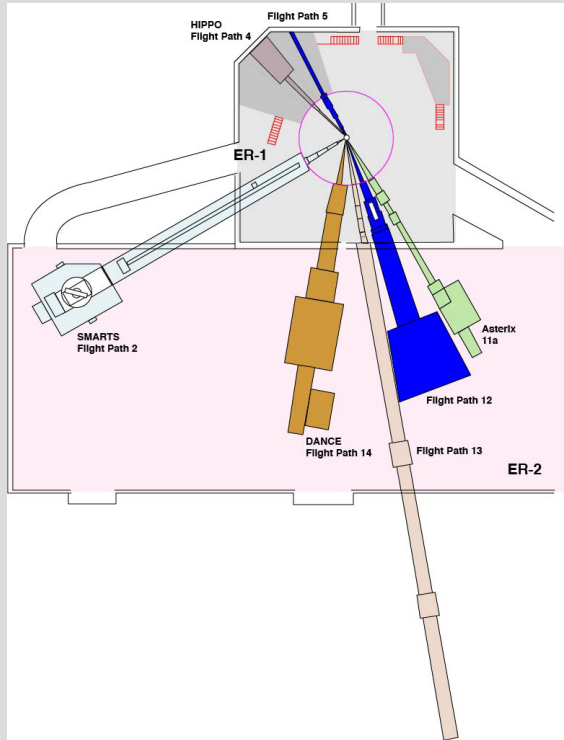 HIPPO
Flight Path 4
Flight Path 5
ER-1
SMARTS
Flight Path 2
Asterix
11a
Flight Path 12
DANCE
Flight Path 14
Flight Path 13
ER-2